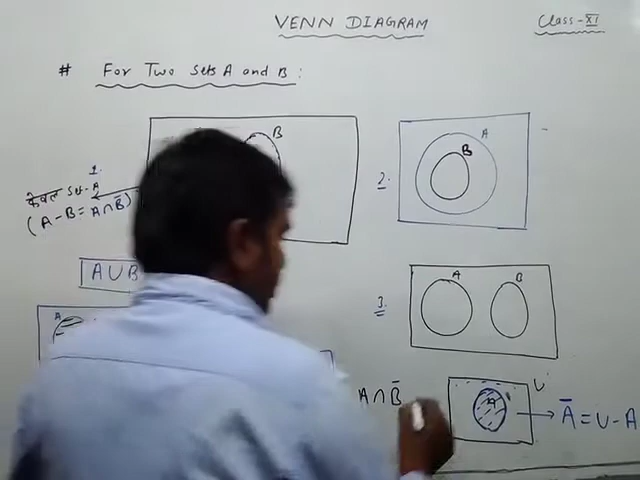 VENN DIAGRAM
Class-XI
# For Two Sets A and B:
B
1.
केवल Set-A
(A-B=A∩B̅)
2.
A
B
A∪B
A
3.
A
B
A∩B̅
A
U
A̅=U-A